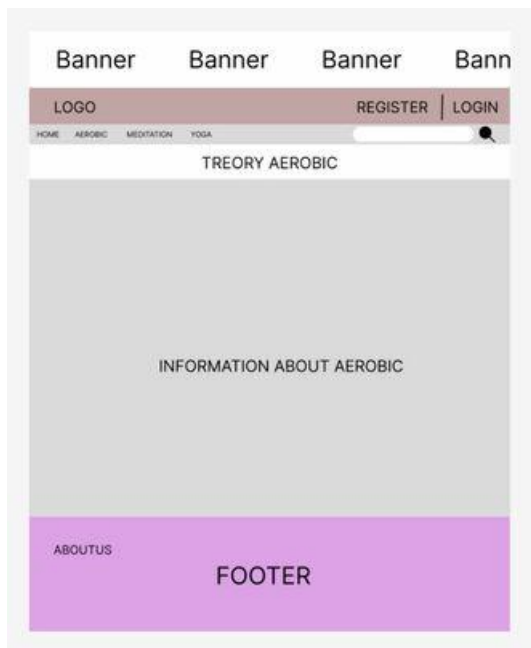 Banner Banner Banner Bann
LOGO REGISTER LOGIN
HOME AEROBIC MEDITATION YOGA
TREORY AEROBIC
INFORMATION ABOUT AEROBIC
ABOUTUS
FOOTER